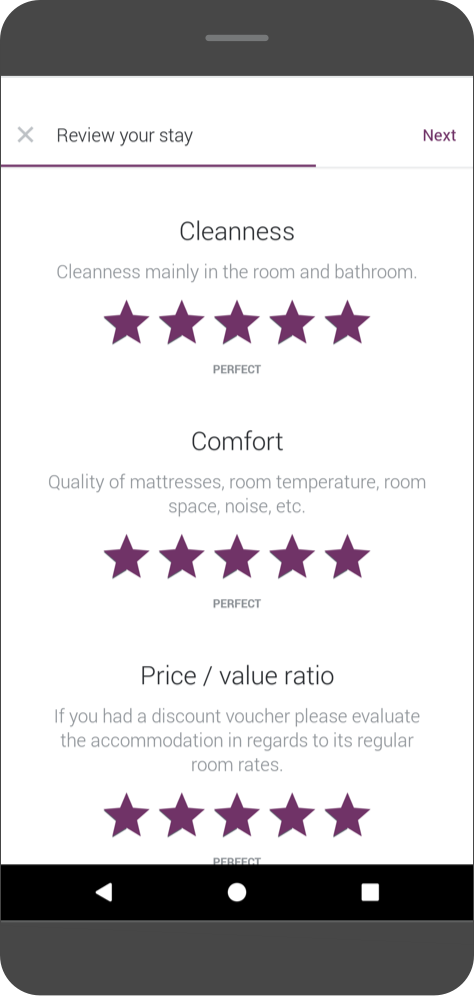 Review your stay
Next
Cleanness
Cleanness mainly in the room and bathroom.
PERFECT
Comfort
Quality of mattresses, room temperature, room
space, noise, etc.
PERFECT
Price / value ratio
If you had a discount voucher please evaluate
the accommodation in regards to its regular
room rates.
PERFECT